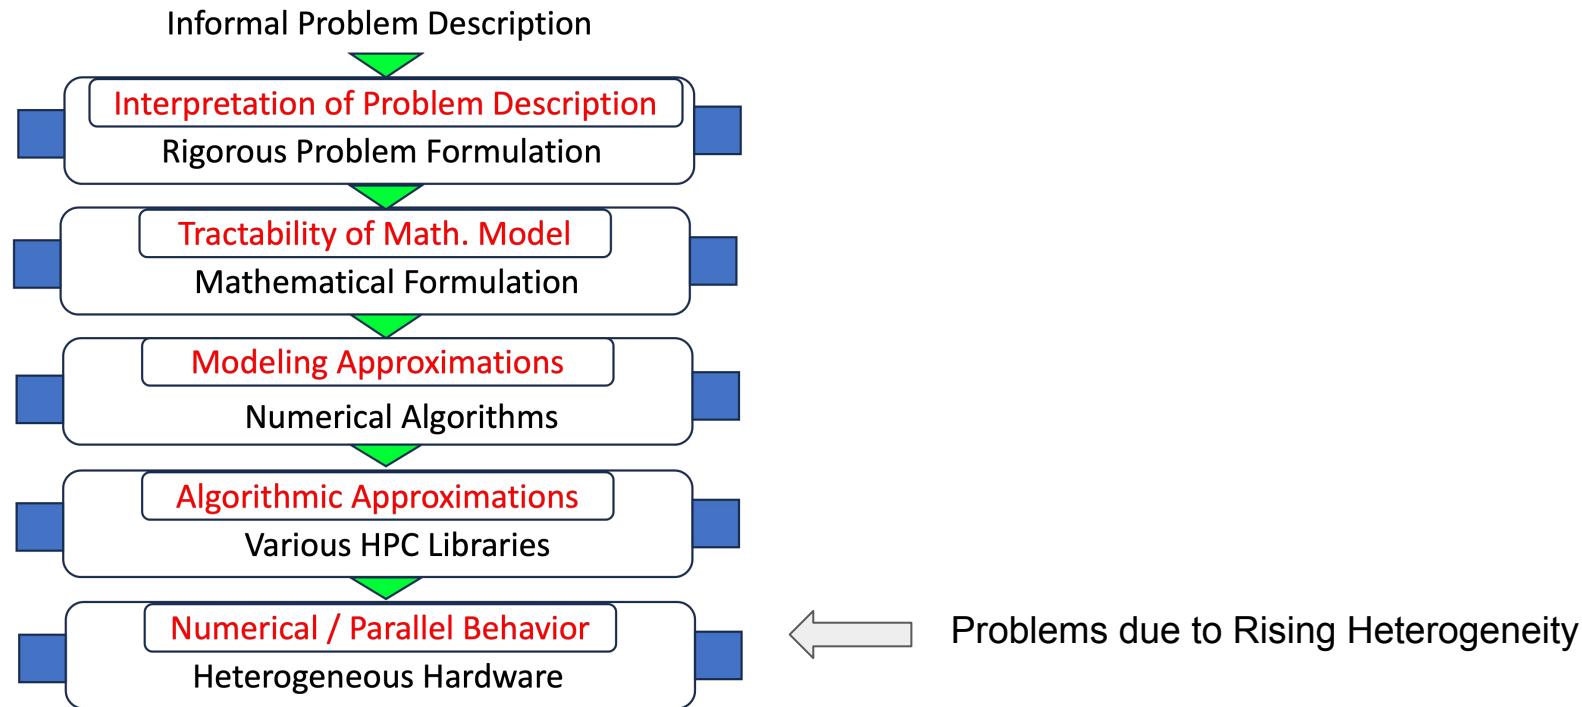 Informal Problem Description
Interpretation of Problem Description
Rigorous Problem Formulation
Tractability of Math. Model
Mathematical Formulation
Modeling Approximations
Numerical Algorithms
Algorithmic Approximations
Various HPC Libraries
Numerical / Parallel Behavior
Heterogeneous Hardware
Problems due to Rising Heterogeneity